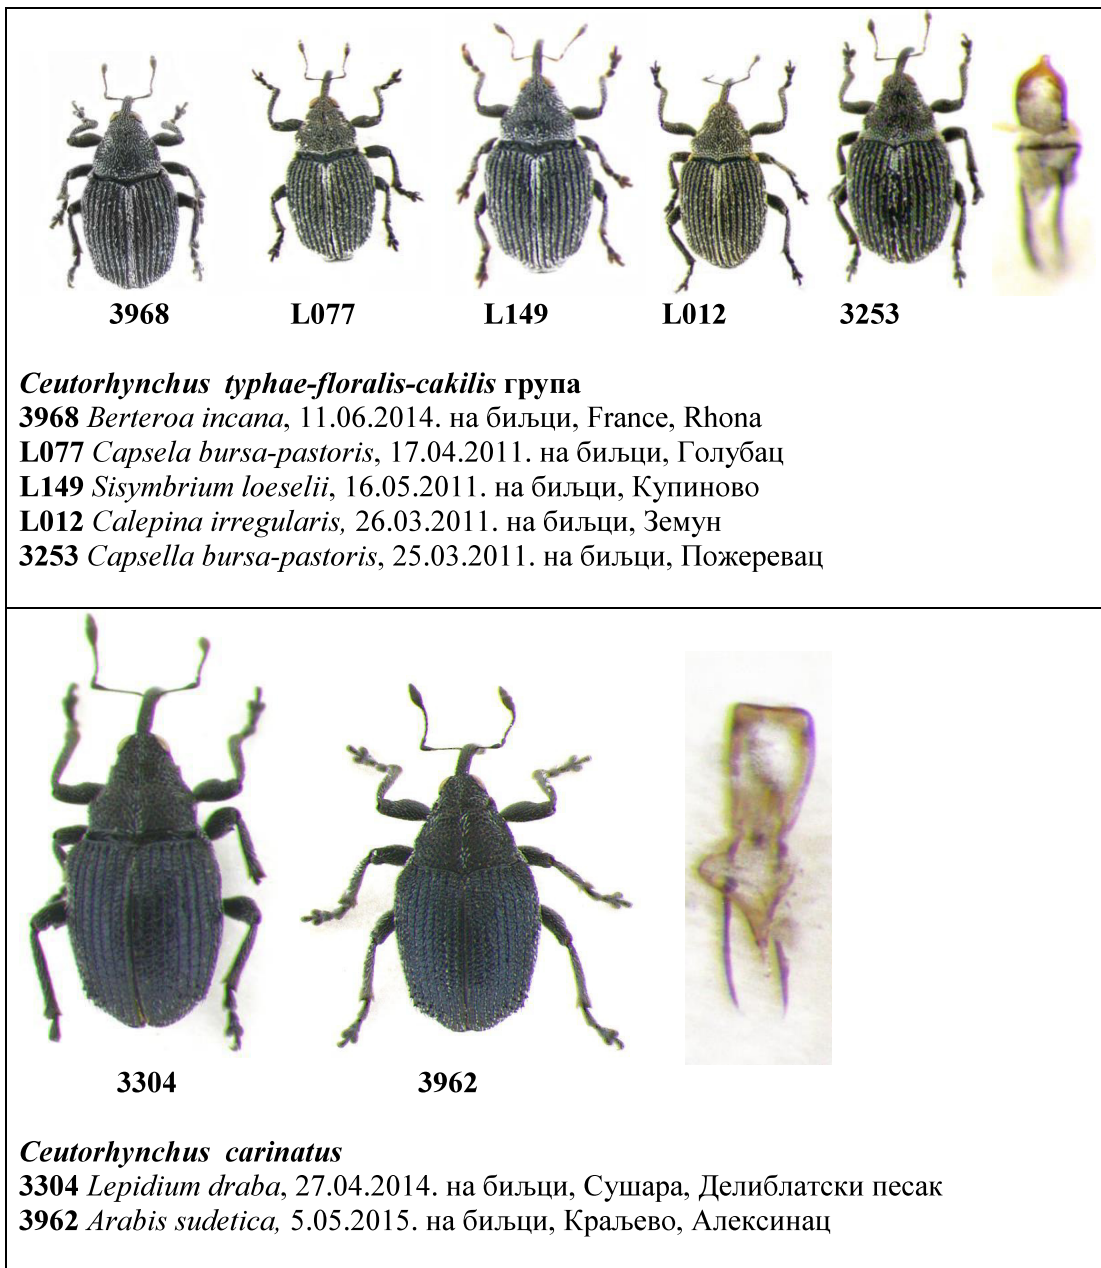 3968 L077 L149 L012 3253
Ceutorhynchus typhae-floralis-cakilis група
3968 Berteroa incana, 11.06.2014. на биљци, France, Rhona
L077 Capsela bursa-pastoris, 17.04.2011. на биљци, Голубац
L149 Sisymbrium loeselii, 16.05.2011. на биљци, Купиново
L012 Calepina irregularis, 26.03.2011. на биљци, Земун
3253 Capsella bursa-pastoris, 25.03.2011. на биљци, Пожеревац
3304 3962
Ceutorhynchus carinatus
3304 Lepidium draba, 27.04.2014. на биљци, Сушара, Делиблатски песак
3962 Arabis sudetica, 5.05.2015. на биљци, Краљево, Алексинац